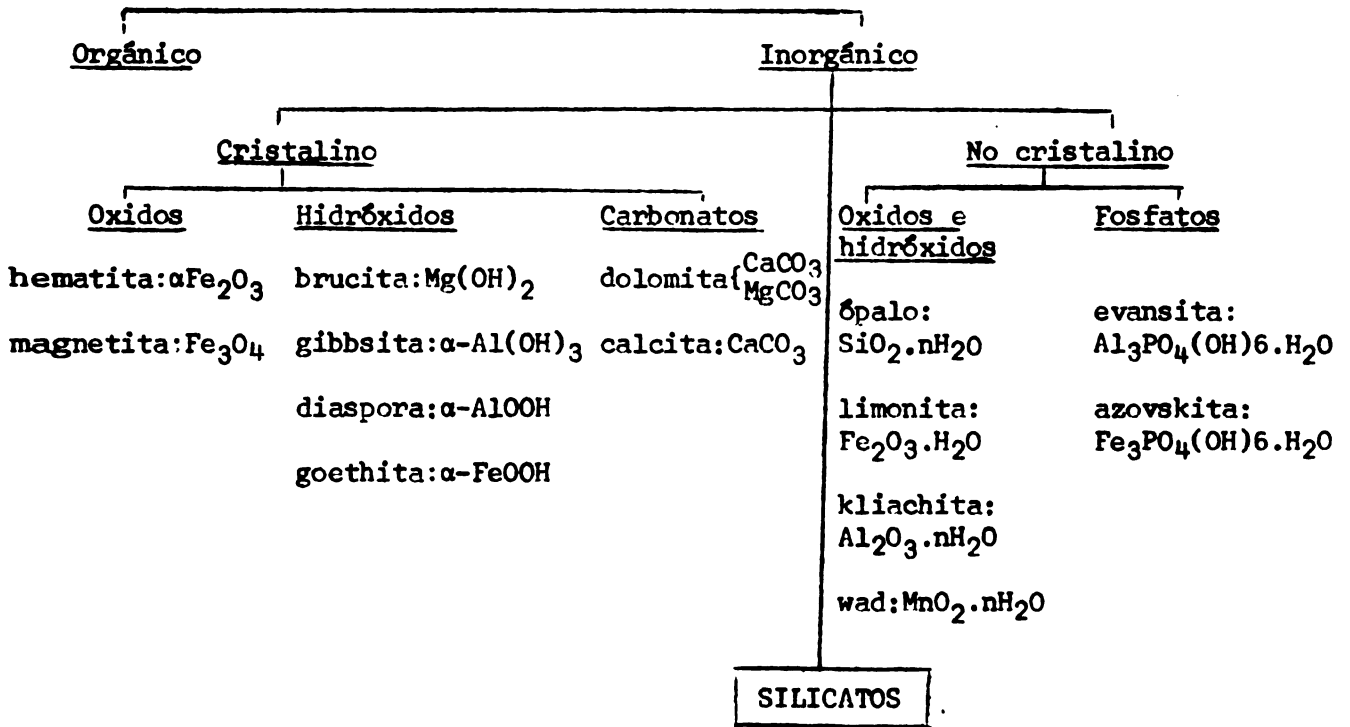 Orgánico Inorgánico
Cristalino No cristalino
Oxidos Hidróxidos Carbonatos Oxidos e Fosfatos
hidróxidos
hematita:αFe₂O₃ brucita:Mg(OH)₂ dolomita{CaCO₃
MgCO₃
ópalo: evansita:
magnetita:Fe₃O₄ gibbsita:α-Al(OH)₃ calcita:CaCO₃ SiO₂.nH₂O Al₃PO₄(OH)6.H₂O
diaspora:α-AlOOH limonita: azovskita:
Fe₂O₃.H₂O Fe₃PO₄(OH)6.H₂O
goethita:α-FeOOH
kliachita:
Al₂O₃.nH₂O
wad:MnO₂.nH₂O
SILICATOS